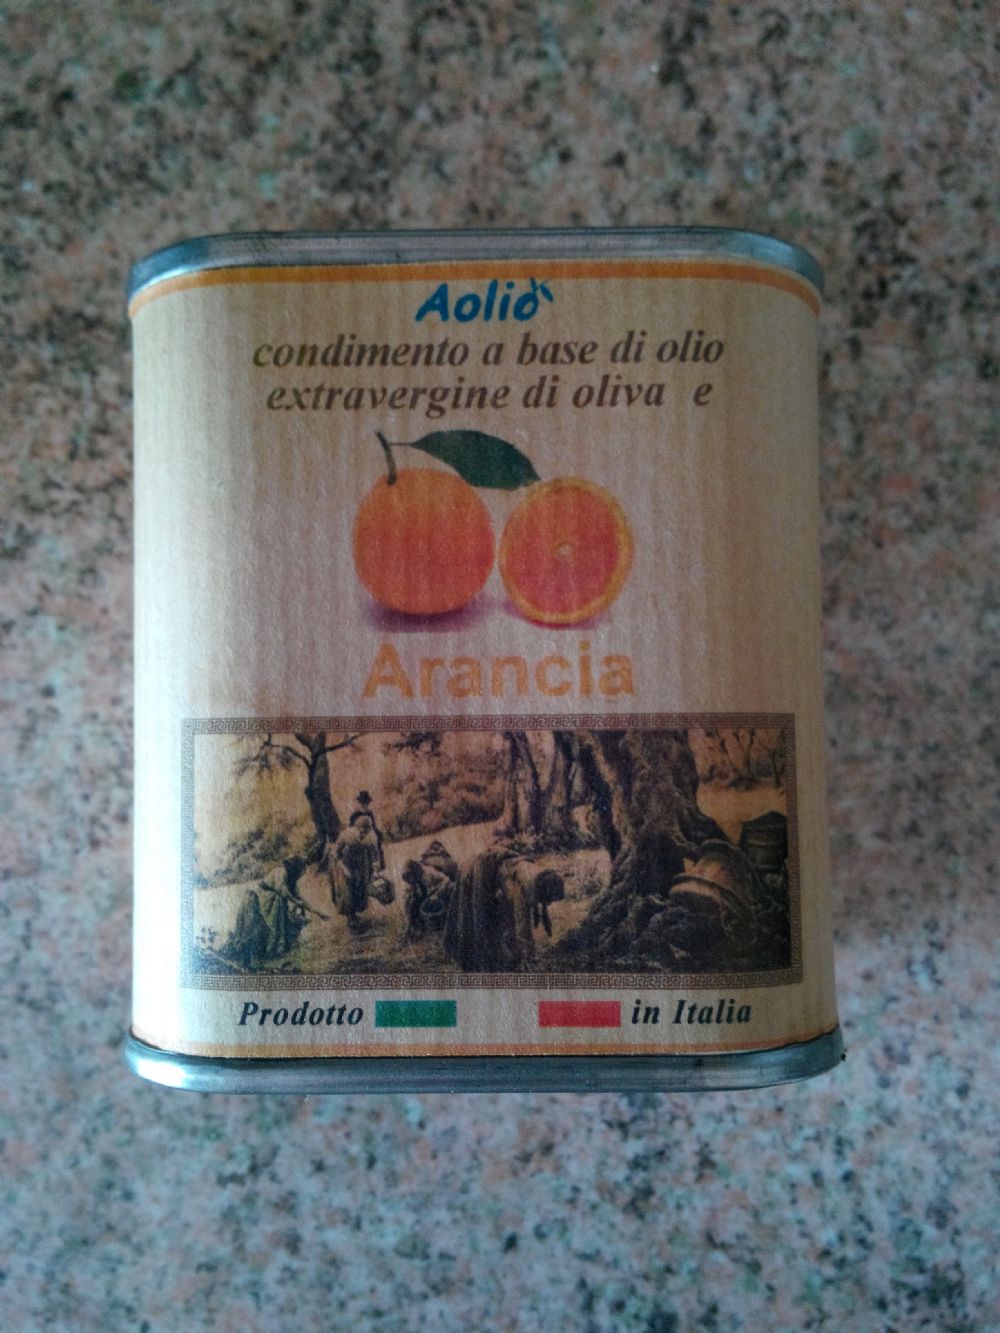 Aolio
condimento a base di olio
extravergine di oliva e
Arancia
Prodotto in Italia